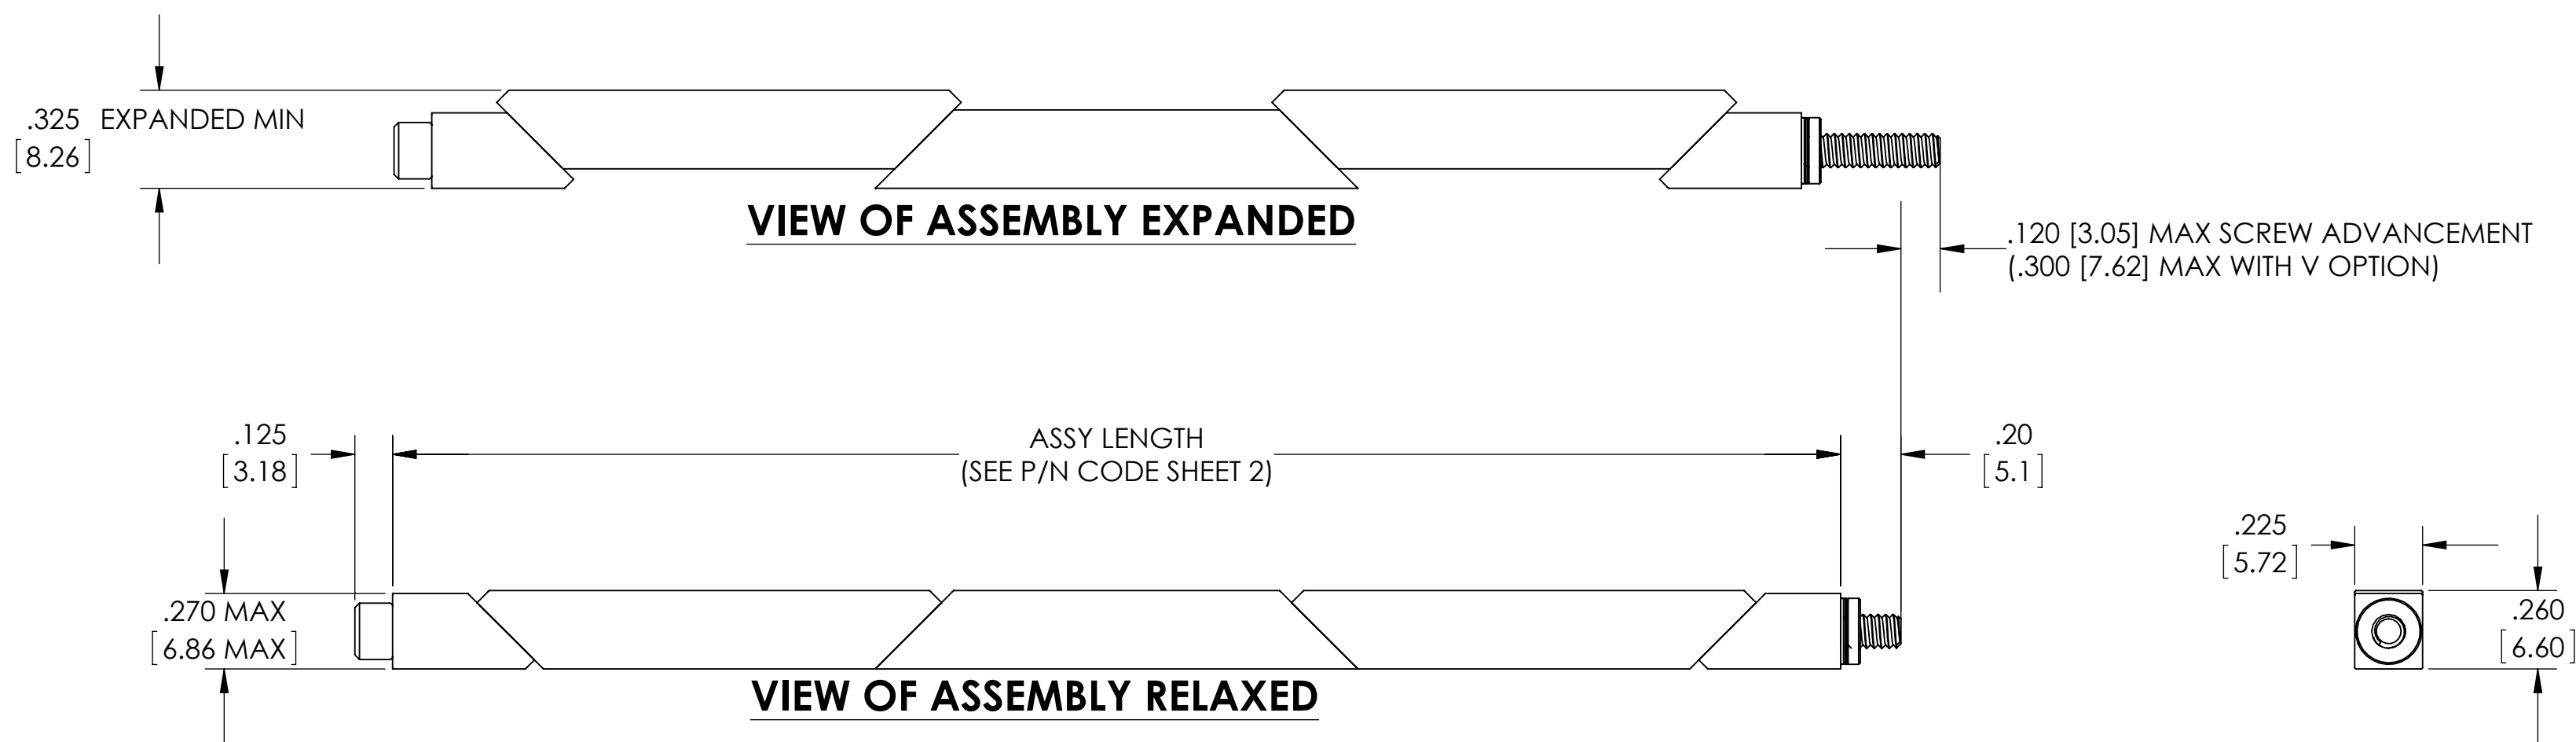 .325 EXPANDED MIN
[8.26]
VIEW OF ASSEMBLY EXPANDED
.120 [3.05] MAX SCREW ADVANCEMENT
(.300 [7.62] MAX WITH V OPTION)
.125
[3.18]
ASSY LENGTH
(SEE P/N CODE SHEET 2)
.20
[5.1]
.270 MAX
[6.86 MAX]
.225
[5.72]
.260
[6.60]
VIEW OF ASSEMBLY RELAXED